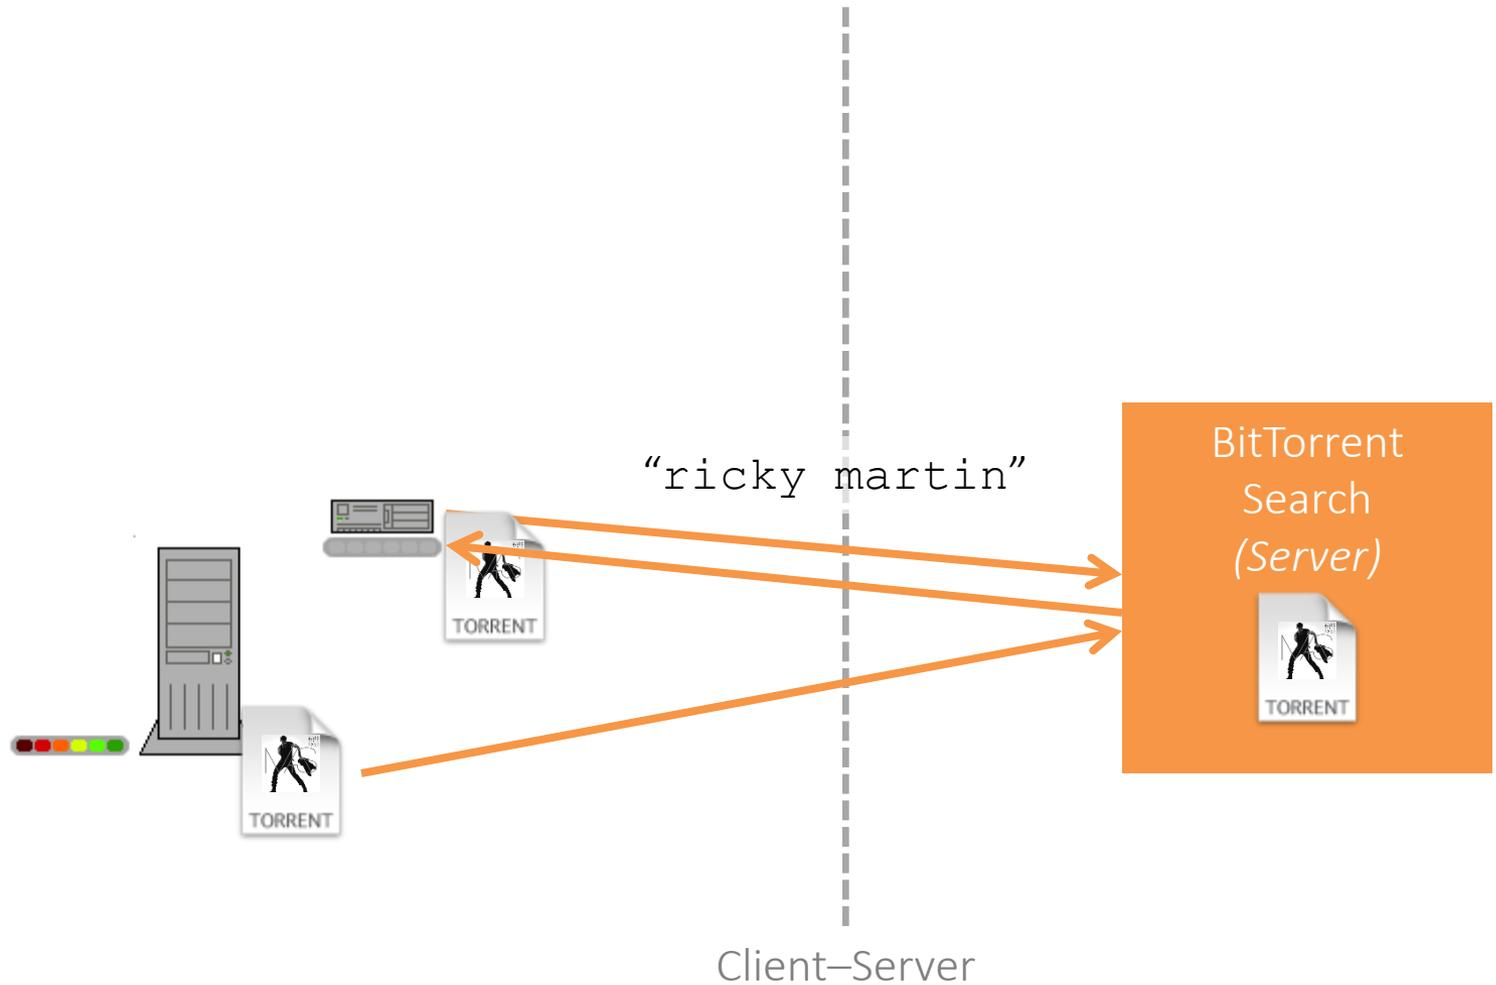 “ricky martin”
BitTorrent
Search
(Server)
TORRENT
TORRENT
TORRENT
Client–Server